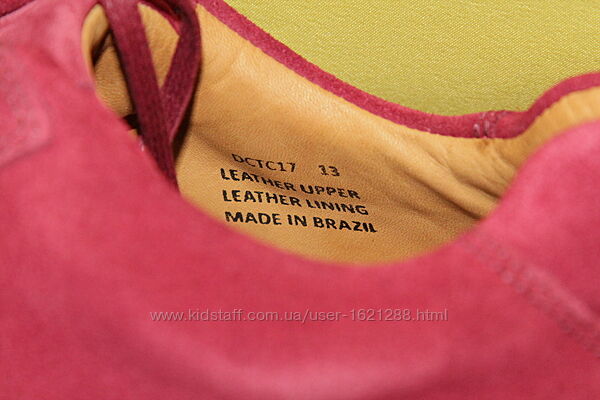 DCTC17 13
LEATHER UPPER
LEATHER LINING
MADE IN BRAZIL
www.kidstaff.com.ua/user-1621288.html